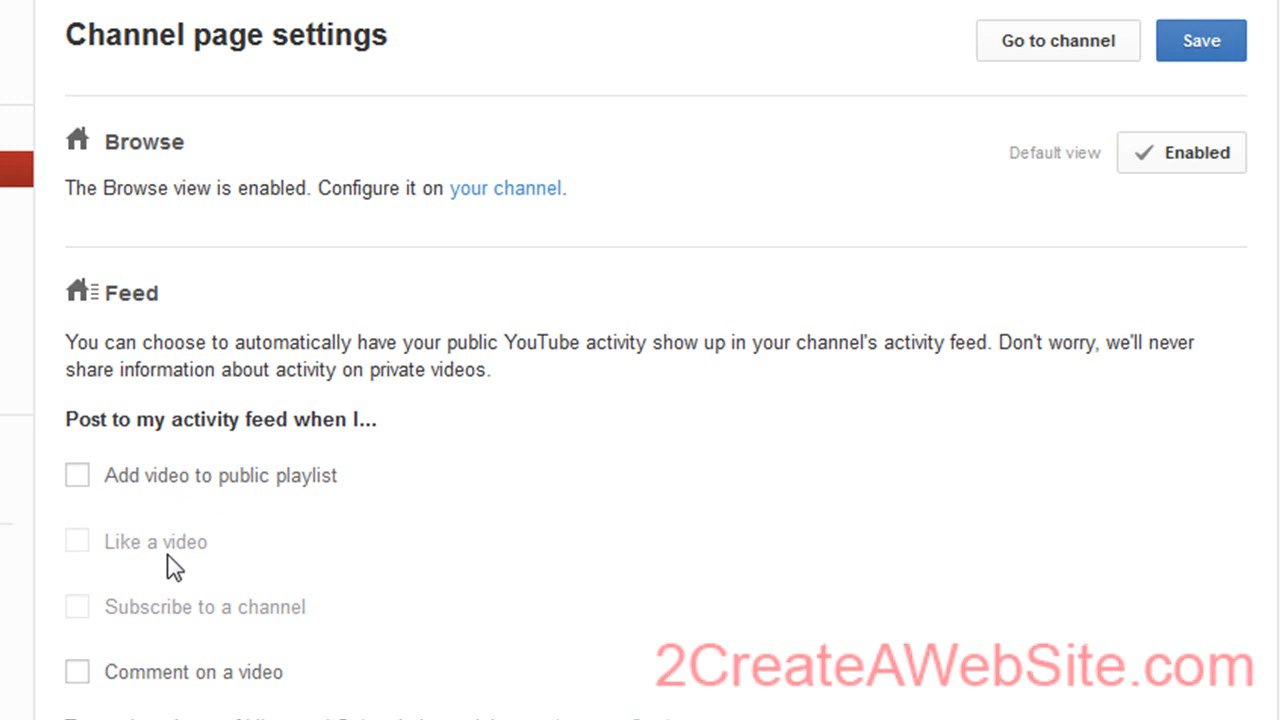 Channel page settings
Go to channel
Save
Browse
Default view
Enabled
The Browse view is enabled. Configure it on your channel.
Feed
You can choose to automatically have your public YouTube activity show up in your channel's activity feed. Don't worry, we'll never
share information about activity on private videos.
Post to my activity feed when I...
Add video to public playlist
Like a video
Subscribe to a channel
Comment on a video
2CreateAWebSite.com